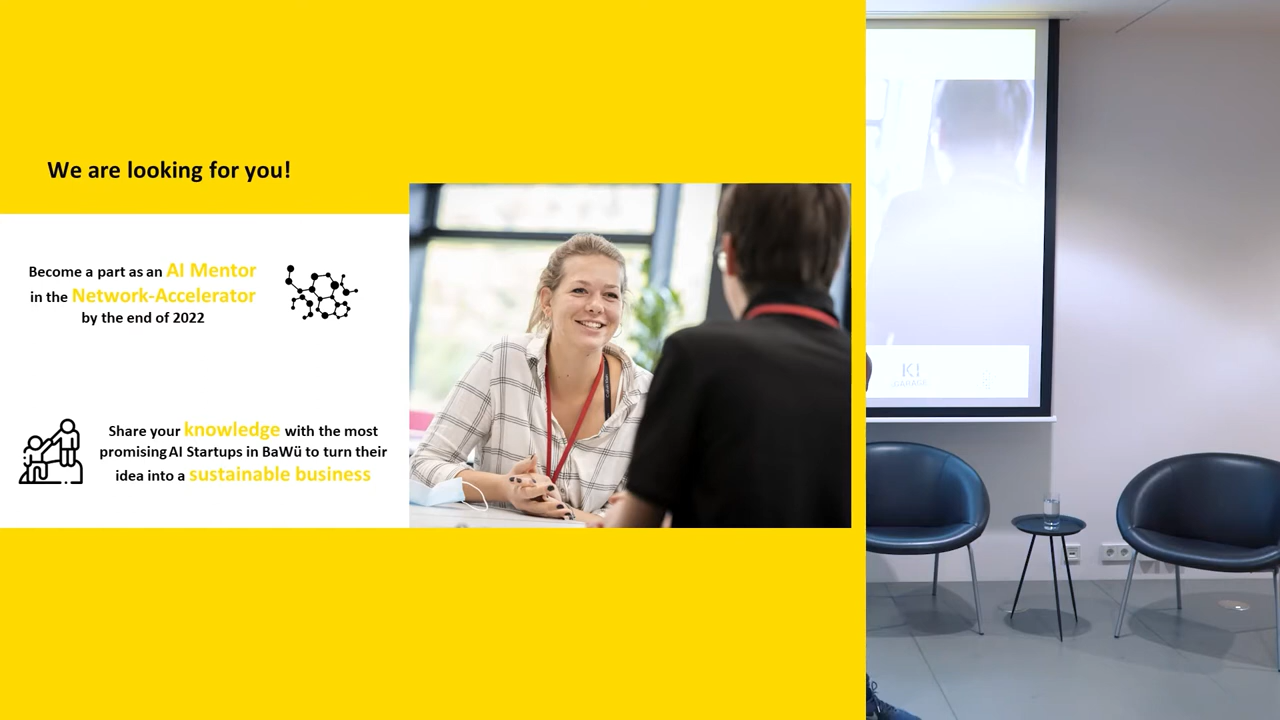 We are looking for you!
Become a part as an AI Mentor
in the Network-Accelerator
by the end of 2022
Share your knowledge with the most
promising AI Startups in BaWü to turn their
idea into a sustainable business
KI